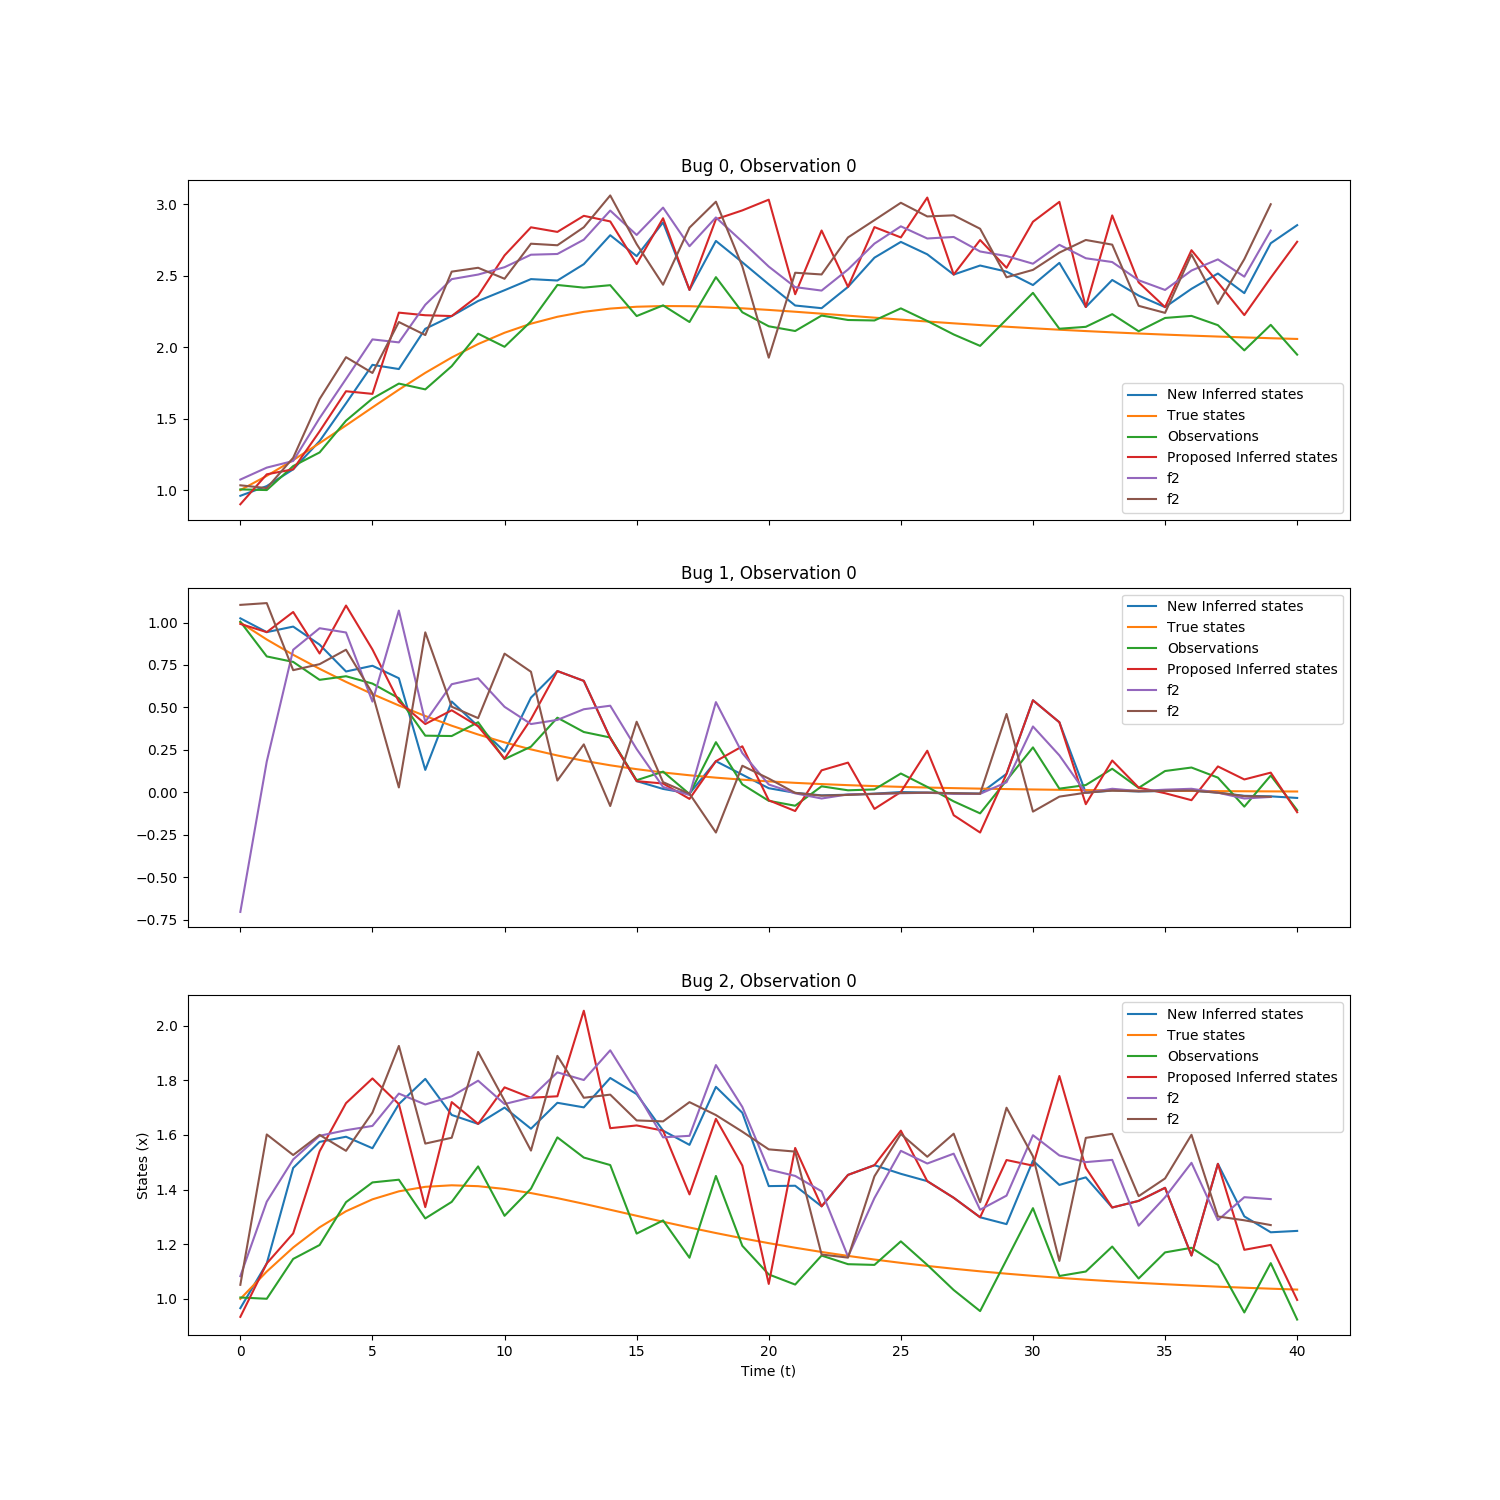 Bug 0, Observation 0
3.0
2.5
2.0
1.5
1.0
New Inferred states
True states
Observations
Proposed Inferred states
f2
f2
Bug 1, Observation 0
1.00
0.75
0.50
0.25
0.00
−0.25
−0.50
−0.75
New Inferred states
True states
Observations
Proposed Inferred states
f2
f2
Bug 2, Observation 0
States (x)
2.0
1.8
1.6
1.4
1.2
1.0
New Inferred states
True states
Observations
Proposed Inferred states
f2
f2
0 5 10 15 20 25 30 35 40
Time (t)